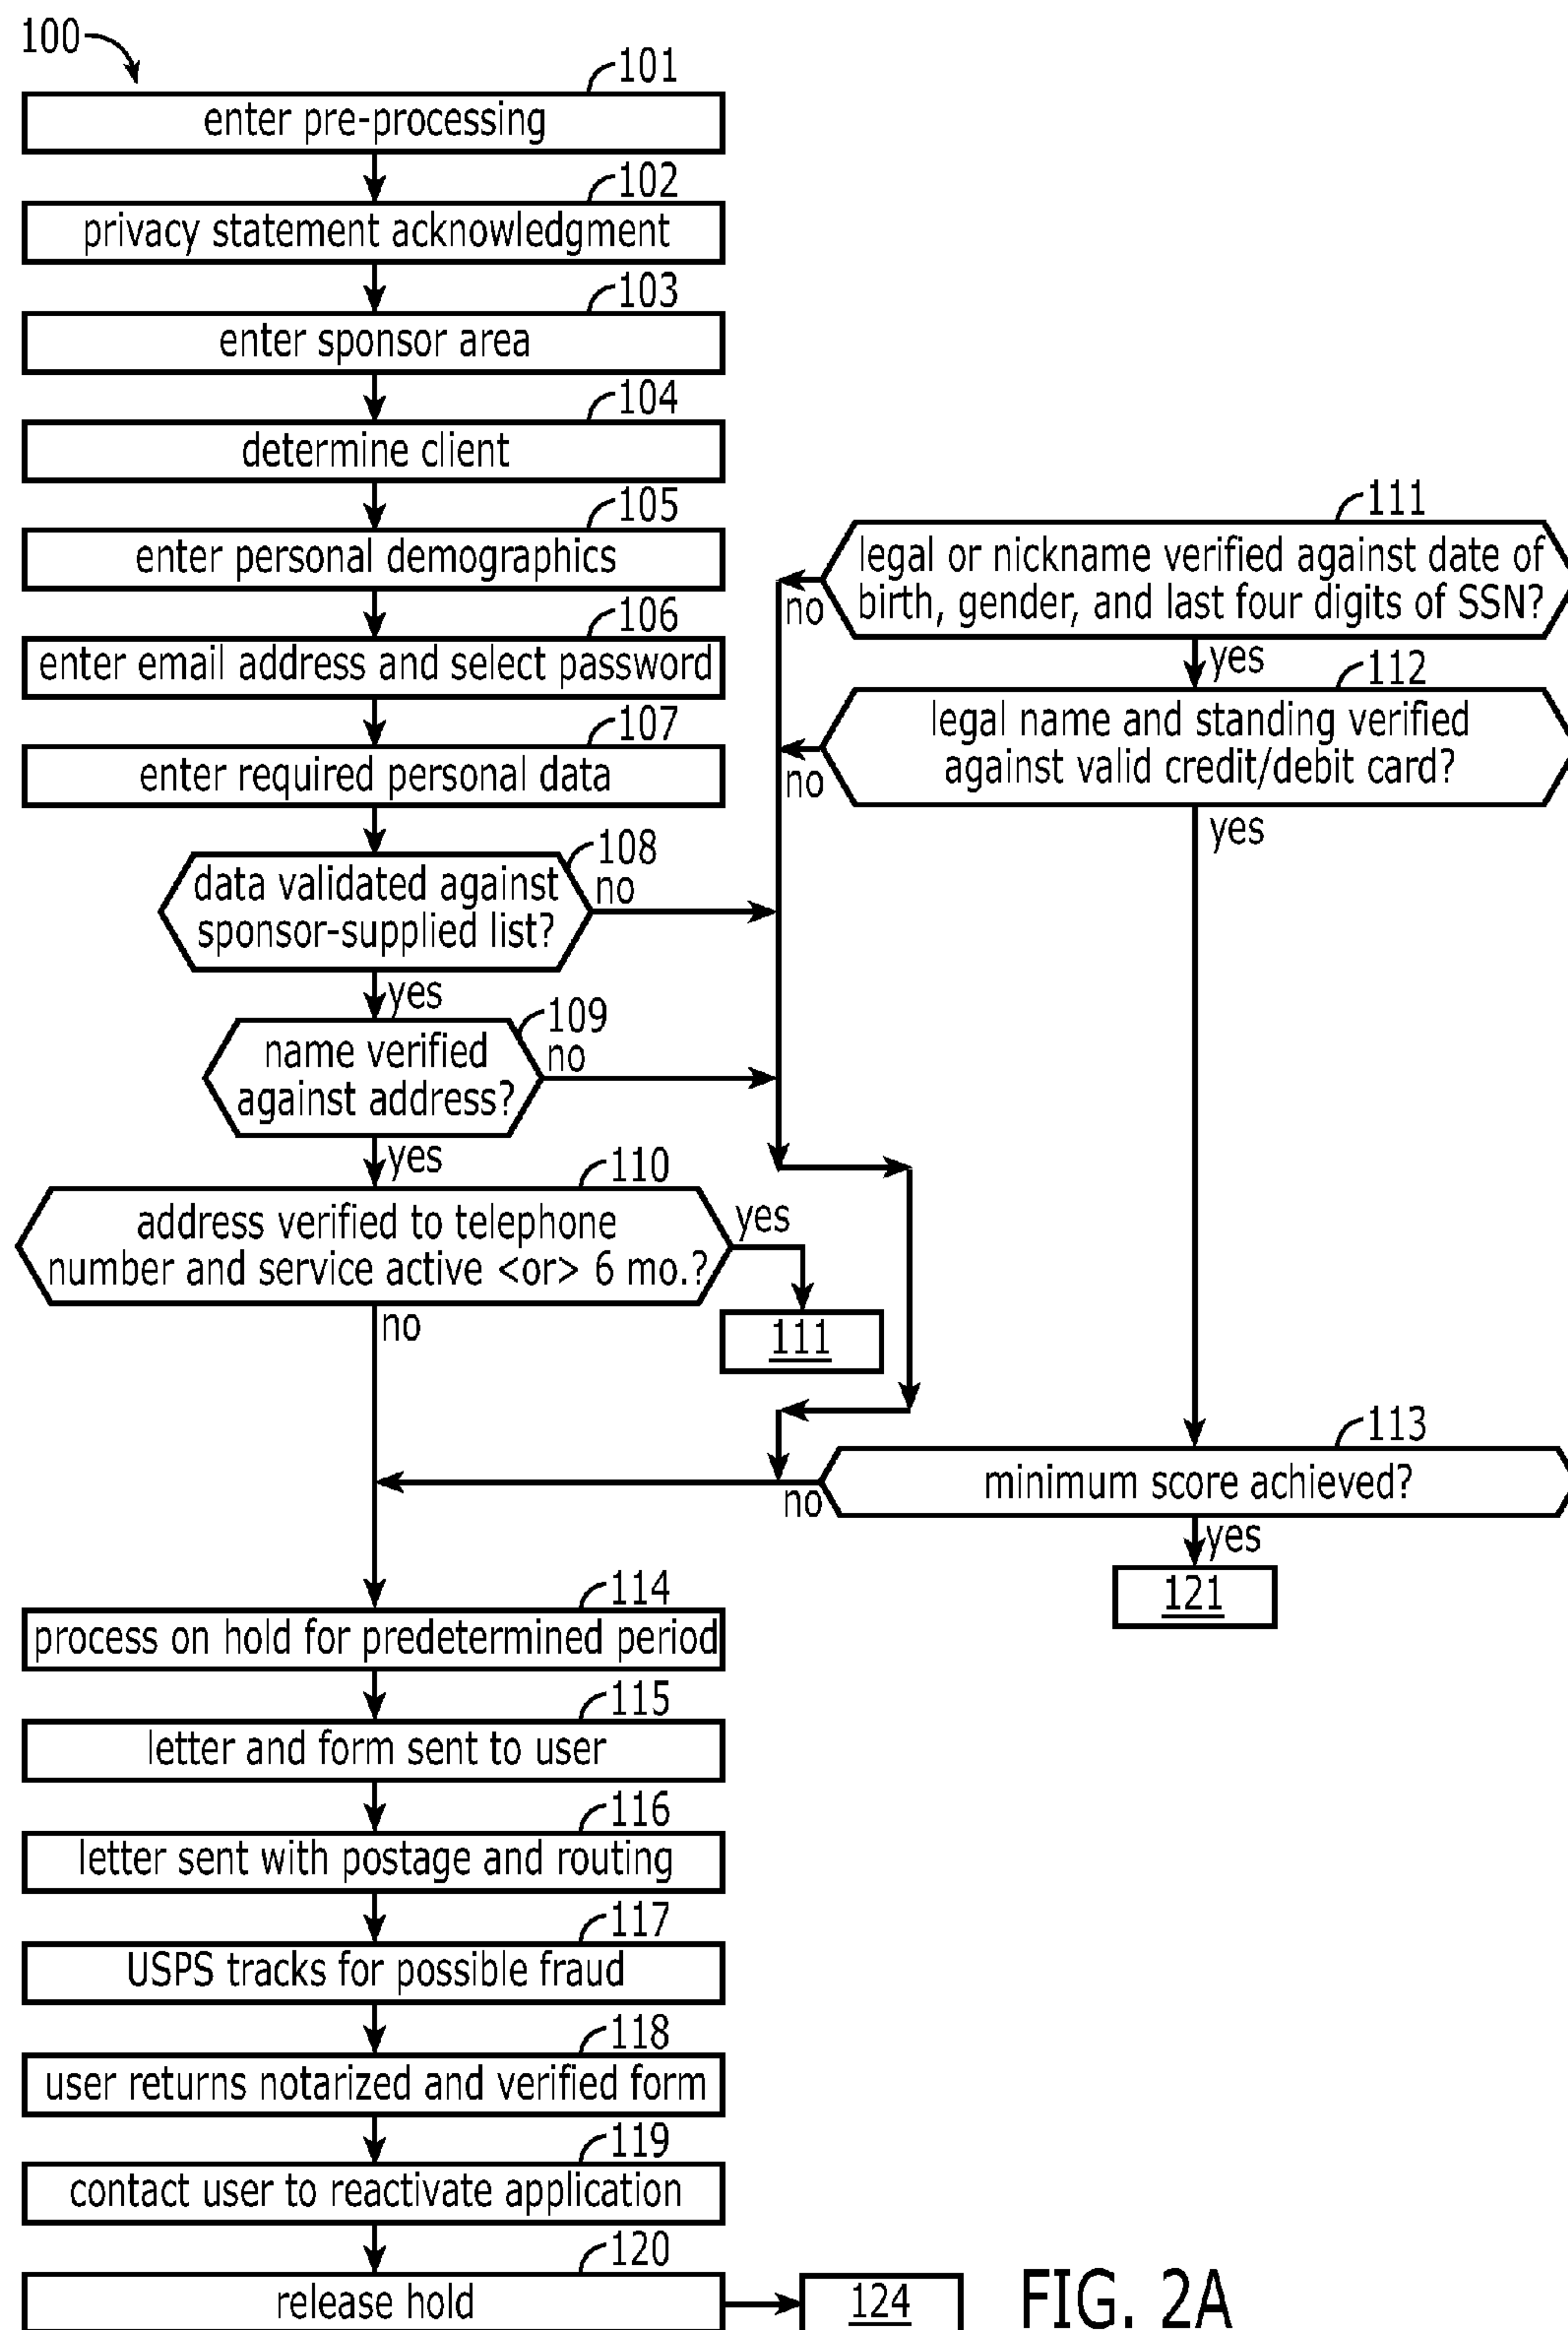 100
101
enter pre-processing
102
privacy statement acknowledgment
103
enter sponsor area
104
determine client
105
enter personal demographics
106
enter email address and select password
107
enter required personal data
108
data validated against
sponsor-supplied list?
no
yes
109
name verified
against address?
no
yes
110
address verified to telephone
number and service active <or> 6 mo.?
yes
111
no
111
legal or nickname verified against date of
birth, gender, and last four digits of SSN?
no
yes
112
legal name and standing verified
against valid credit/debit card?
no
yes
113
minimum score achieved?
no
yes
121
114
process on hold for predetermined period
115
letter and form sent to user
116
letter sent with postage and routing
117
USPS tracks for possible fraud
118
user returns notarized and verified form
119
contact user to reactivate application
120
release hold
124
FIG. 2A